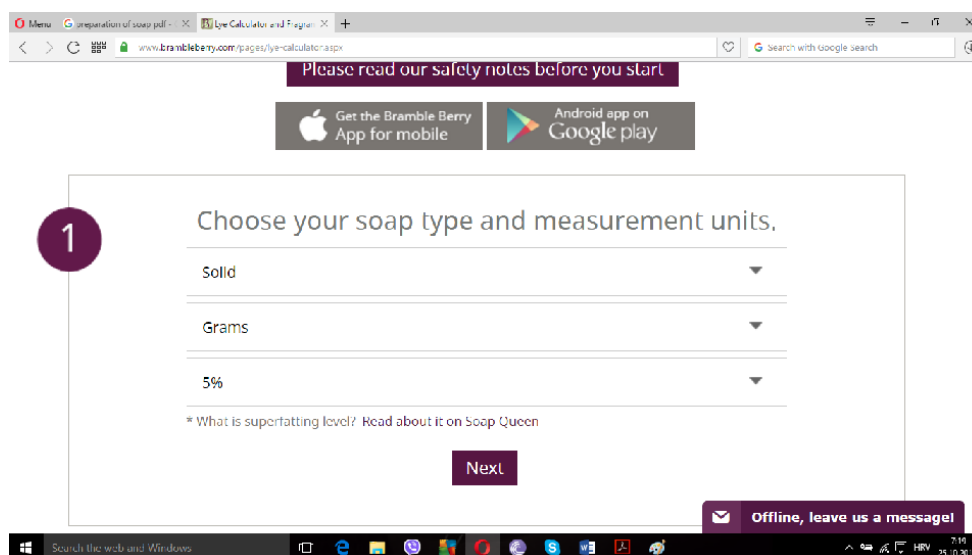 Menu
preparation of soap pdf -
Lye Calculator and Fragran
www.brambleberry.com/pages/lye-calculator.aspx
Search with Google Search
Please read our safety notes before you start
Get the Bramble Berry
App for mobile
Android app on
Google play
1
Choose your soap type and measurement units.
Solid
Grams
5%
* What is superfatting level? Read about it on Soap Queen
Next
Offline, leave us a message!
Search the web and Windows
HRV
7:19